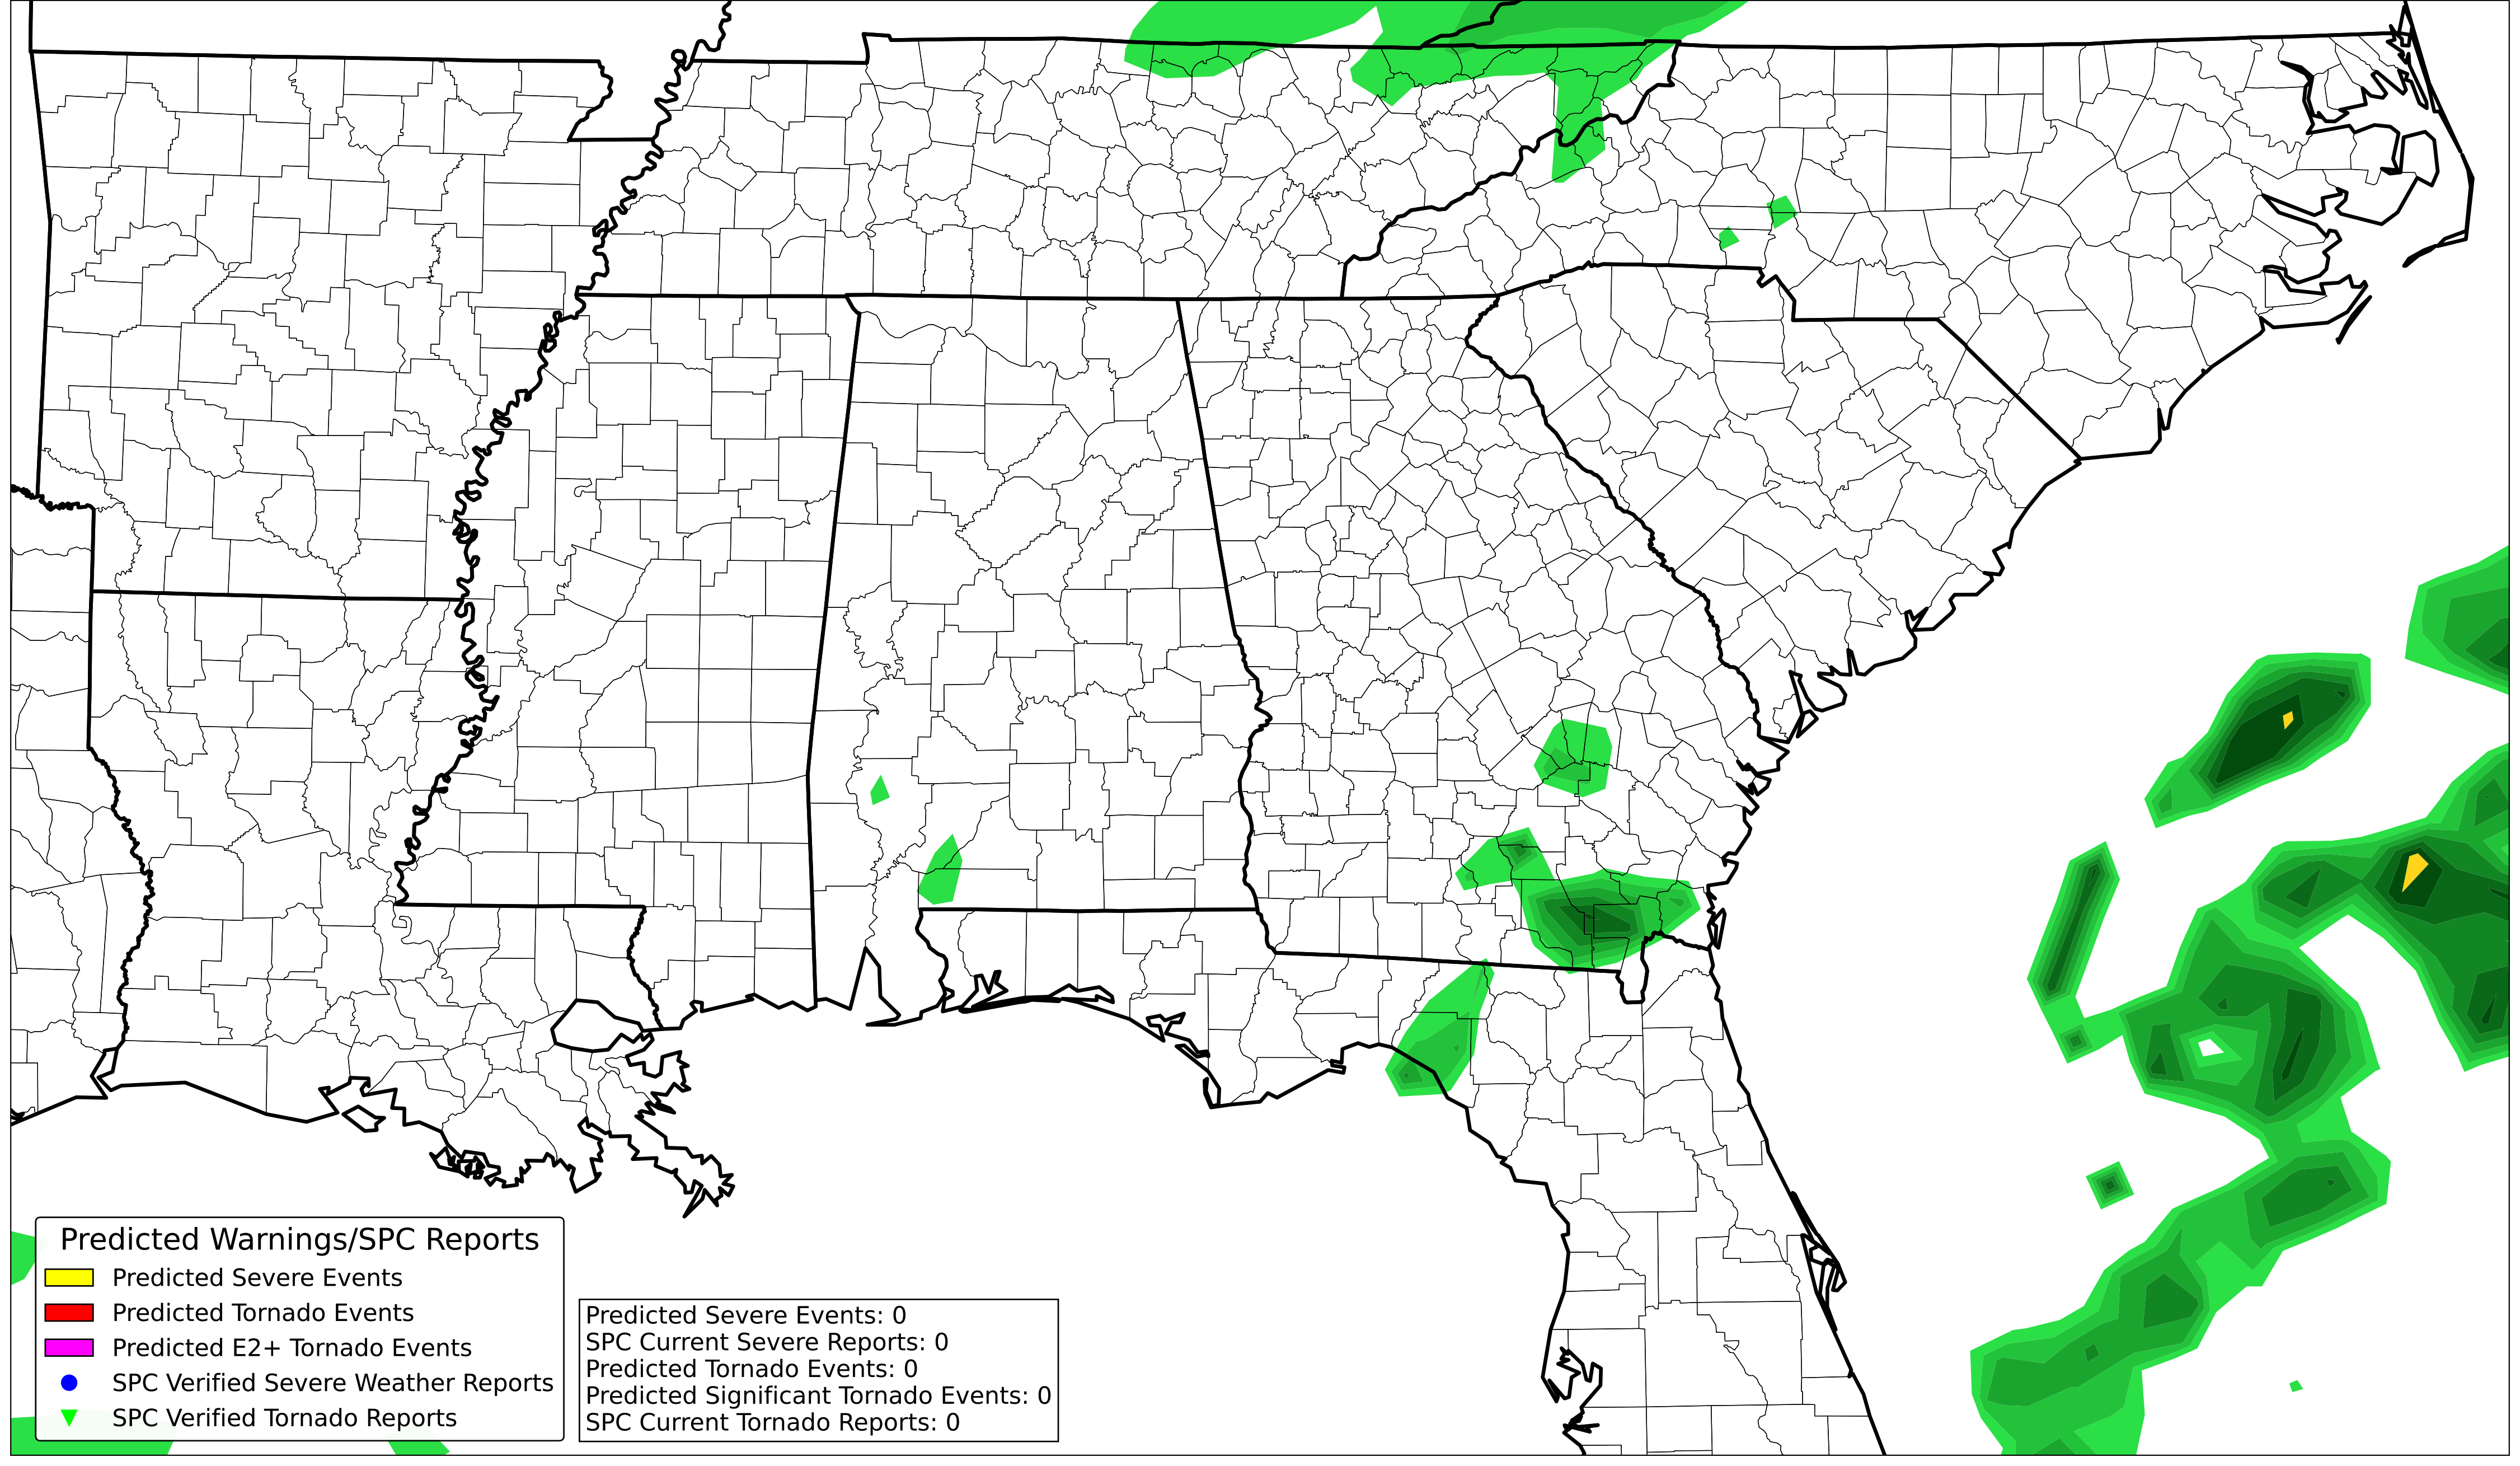 Predicted Warnings/SPC Reports
Predicted Severe Events
Predicted Tornado Events
Predicted E2+ Tornado Events
SPC Verified Severe Weather Reports
SPC Verified Tornado Reports
Predicted Severe Events: 0
SPC Current Severe Reports: 0
Predicted Tornado Events: 0
Predicted Significant Tornado Events: 0
SPC Current Tornado Reports: 0